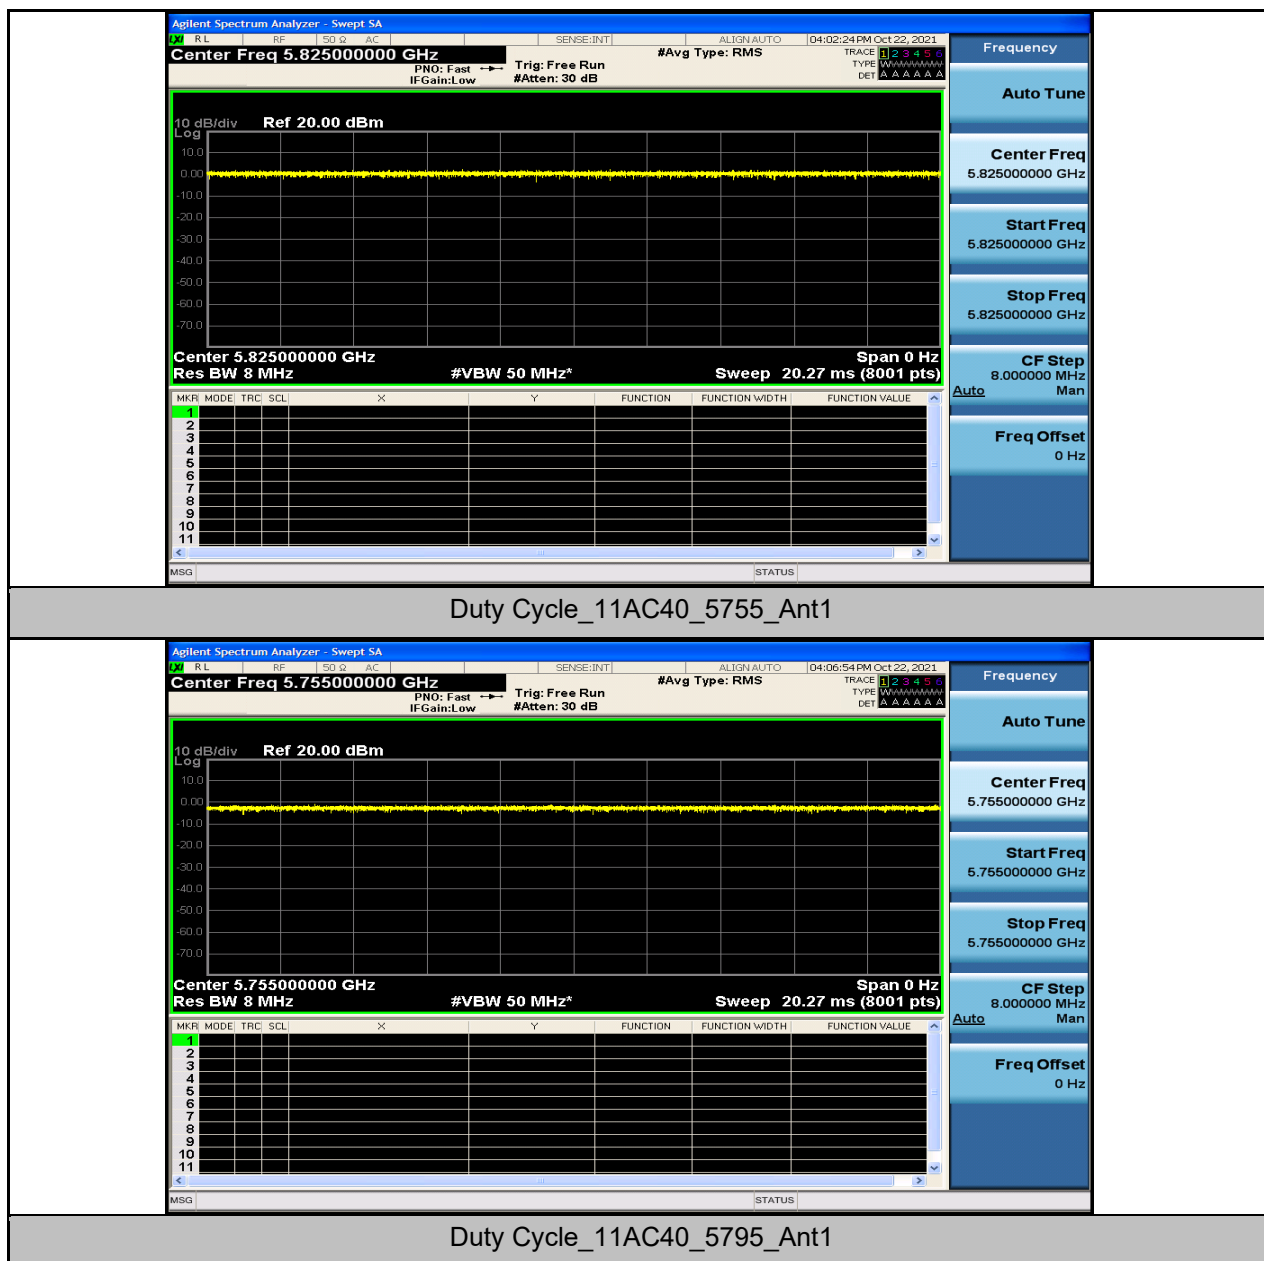 Agilent Spectrum Analyzer - Swept SA
LXI RL RF 50 Ω AC SENSE:INT ALIGN AUTO 04:02:24 PM Oct 22, 2021
Center Freq 5.825000000 GHz #Avg Type: RMS TRACE 1 2 3 4 5 6
PNO: Fast Trig: Free Run TYPE
IFGain:Low #Atten: 30 dB DET A A A A A A
10 dB/div Ref 20.00 dBm
Log
10.0
0.00
-10.0
-20.0
-30.0
-40.0
-50.0
-60.0
-70.0
Center 5.825000000 GHz Span 0 Hz
Res BW 8 MHz #VBW 50 MHz* Sweep 20.27 ms (8001 pts)
MKR MODE TRC SCL X Y FUNCTION FUNCTION WIDTH FUNCTION VALUE
1
2
3
4
5
6
7
8
9
10
11
MSG STATUS
Frequency
Auto Tune
Center Freq
5.825000000 GHz
Start Freq
5.825000000 GHz
Stop Freq
5.825000000 GHz
CF Step
8.000000 MHz
Auto Man
Freq Offset
0 Hz
Duty Cycle_11AC40_5755_Ant1
Agilent Spectrum Analyzer - Swept SA
LXI RL RF 50 Ω AC SENSE:INT ALIGN AUTO 04:06:54 PM Oct 22, 2021
Center Freq 5.755000000 GHz #Avg Type: RMS TRACE 1 2 3 4 5 6
PNO: Fast Trig: Free Run TYPE
IFGain:Low #Atten: 30 dB DET A A A A A A
10 dB/div Ref 20.00 dBm
Log
10.0
0.00
-10.0
-20.0
-30.0
-40.0
-50.0
-60.0
-70.0
Center 5.755000000 GHz Span 0 Hz
Res BW 8 MHz #VBW 50 MHz* Sweep 20.27 ms (8001 pts)
MKR MODE TRC SCL X Y FUNCTION FUNCTION WIDTH FUNCTION VALUE
1
2
3
4
5
6
7
8
9
10
11
MSG STATUS
Frequency
Auto Tune
Center Freq
5.755000000 GHz
Start Freq
5.755000000 GHz
Stop Freq
5.755000000 GHz
CF Step
8.000000 MHz
Auto Man
Freq Offset
0 Hz
Duty Cycle_11AC40_5795_Ant1